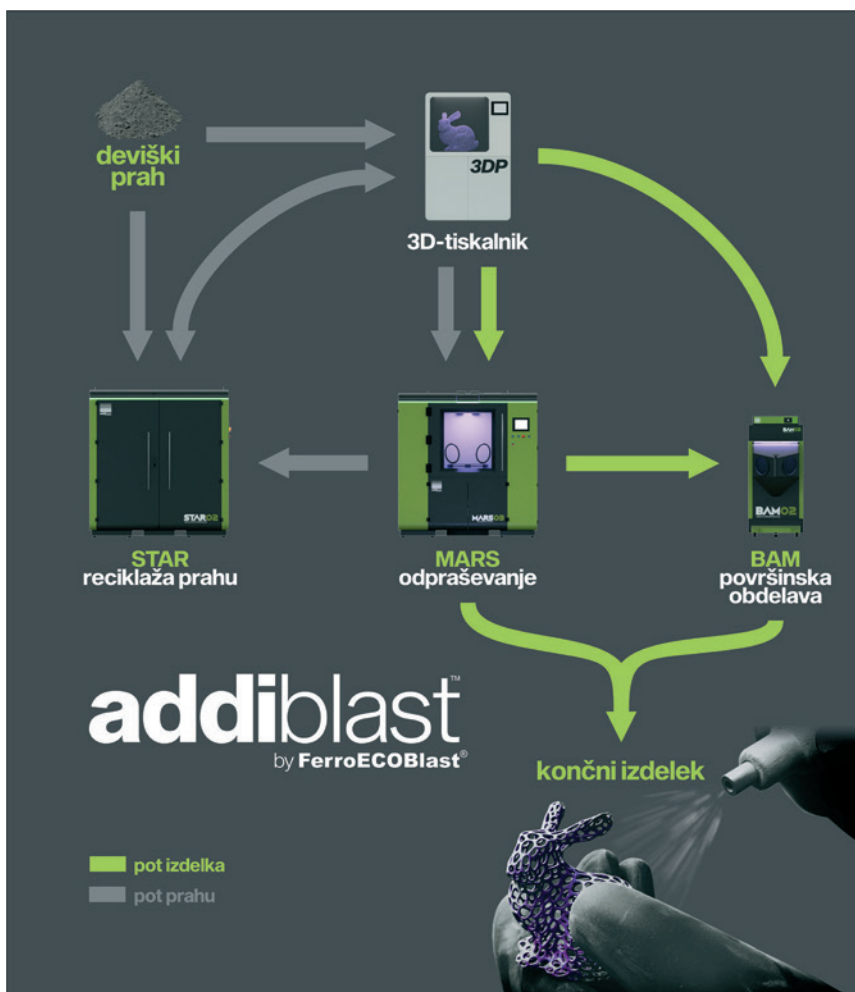 deviški
prah
3DP
3D-tiskalnik
STAR02
STAR
reciklaža prahu
MARS03
MARS
odpraševanje
BAM02
BAM02
BAM
površinska
obdelava
addiblast™
by FerroECOBlast®
končni izdelek
pot izdelka
pot prahu